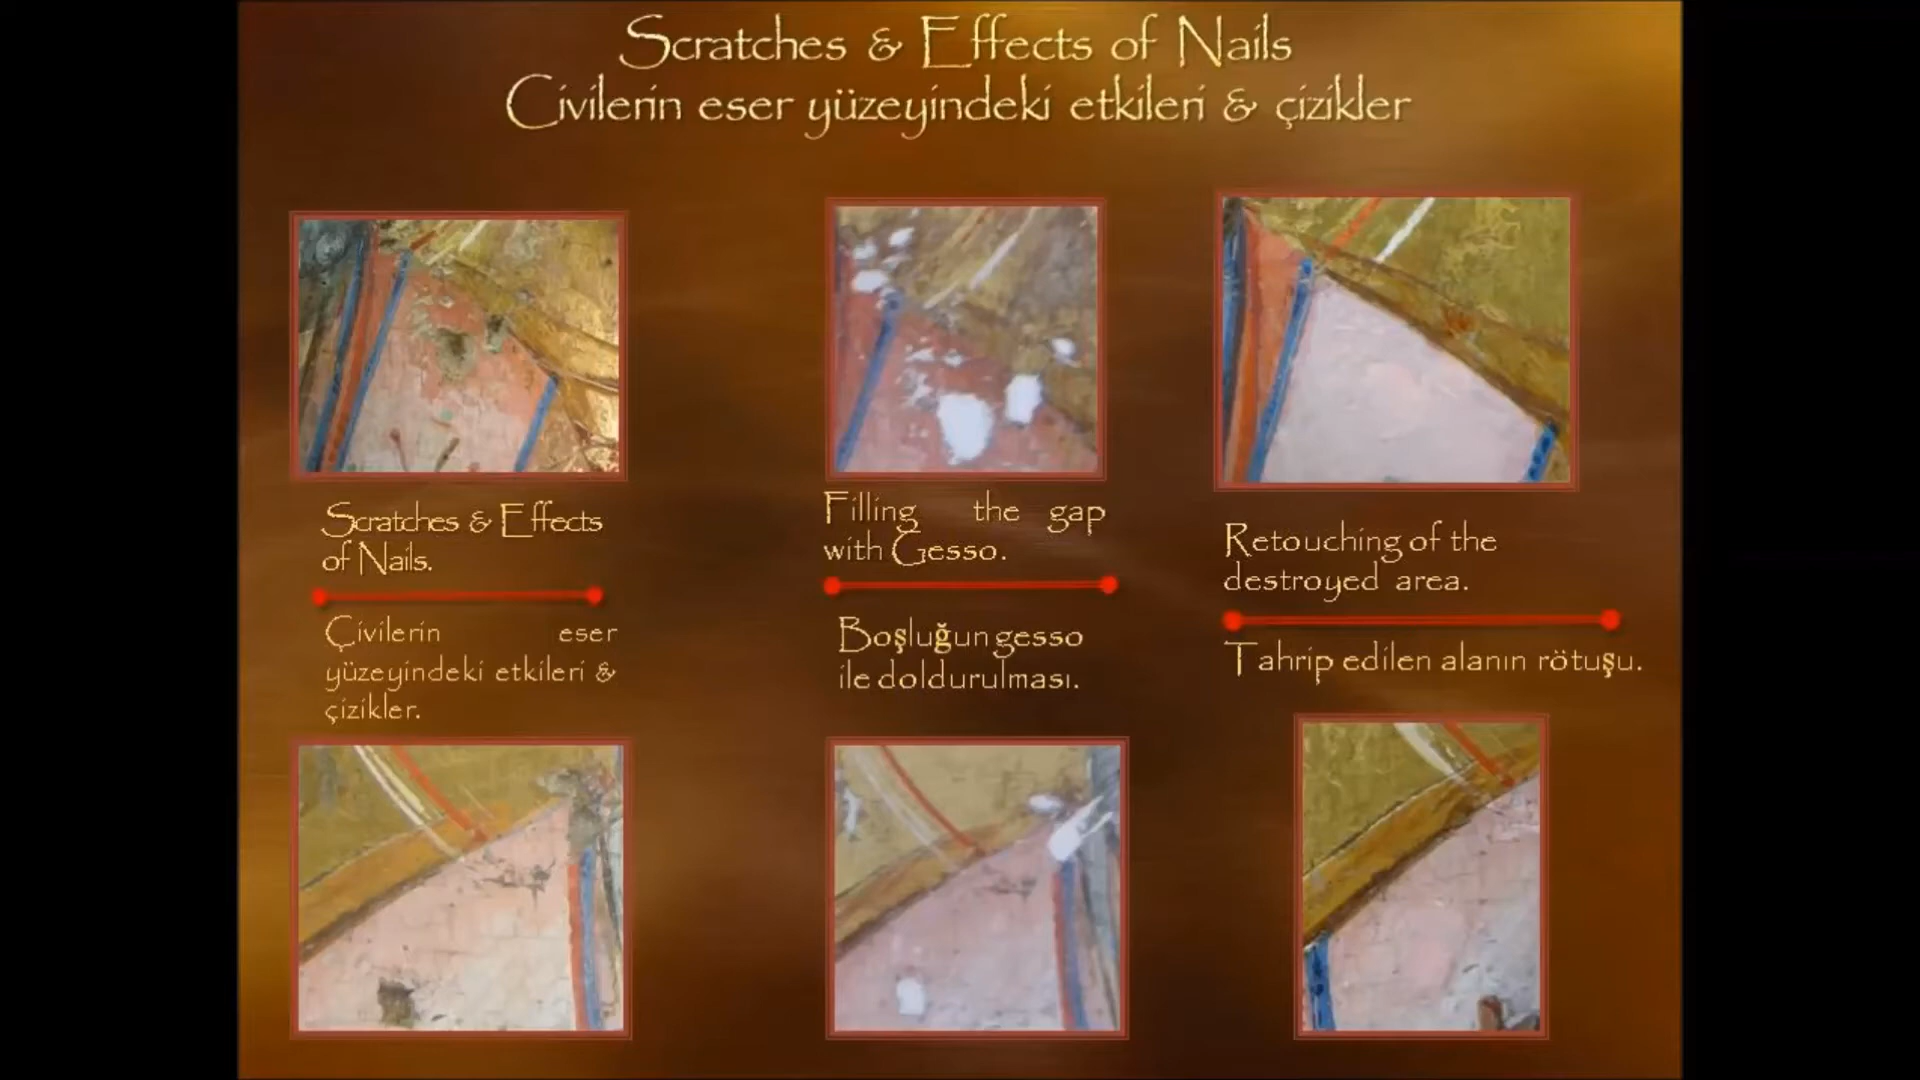 Scratches & Effects of Nails
Çivilerin eser yüzeyindeki etkileri & çizikler
Scratches & Effects
of Nails.
Çivilerin eser
yüzeyindeki etkileri &
çizikler.
Filling the gap
with Gesso.
Boşluğun gesso
ile doldurulması.
Retouching of the
destroyed area.
Tahrip edilen alanın rötuşu.